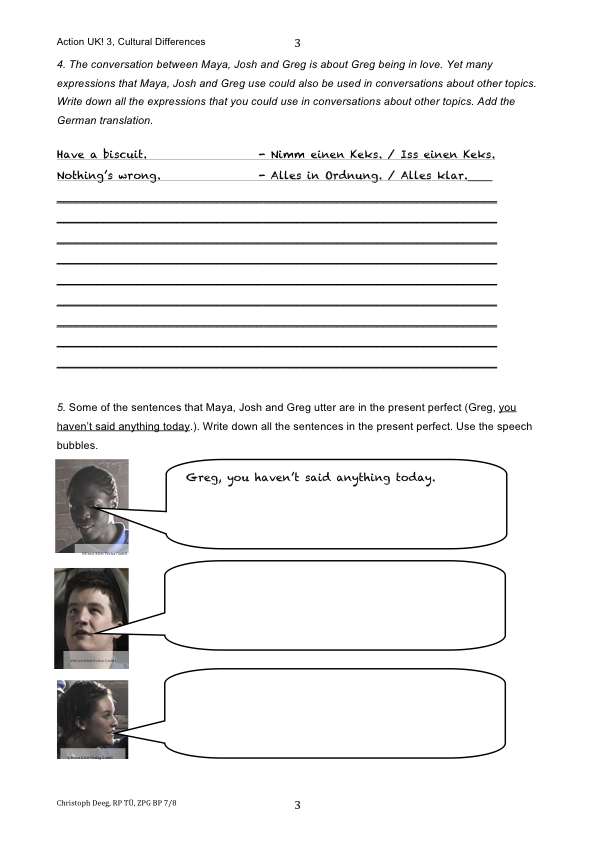 Action UK! 3, Cultural Differences
3
4. The conversation between Maya, Josh and Greg is about Greg being in love. Yet many
expressions that Maya, Josh and Greg use could also be used in conversations about other topics.
Write down all the expressions that you could use in conversations about other topics. Add the
German translation.
Have a biscuit. - Nimm einen Keks. / Iss einen Keks.
Nothing's wrong. - Alles in Ordnung. / Alles klar.
5. Some of the sentences that Maya, Josh and Greg utter are in the present perfect (Greg, you
haven't said anything today.). Write down all the sentences in the present perfect. Use the speech
bubbles.
Greg, you haven't said anything today.
Christoph Deeg, RP TÜ, ZPG BP 7/8
3